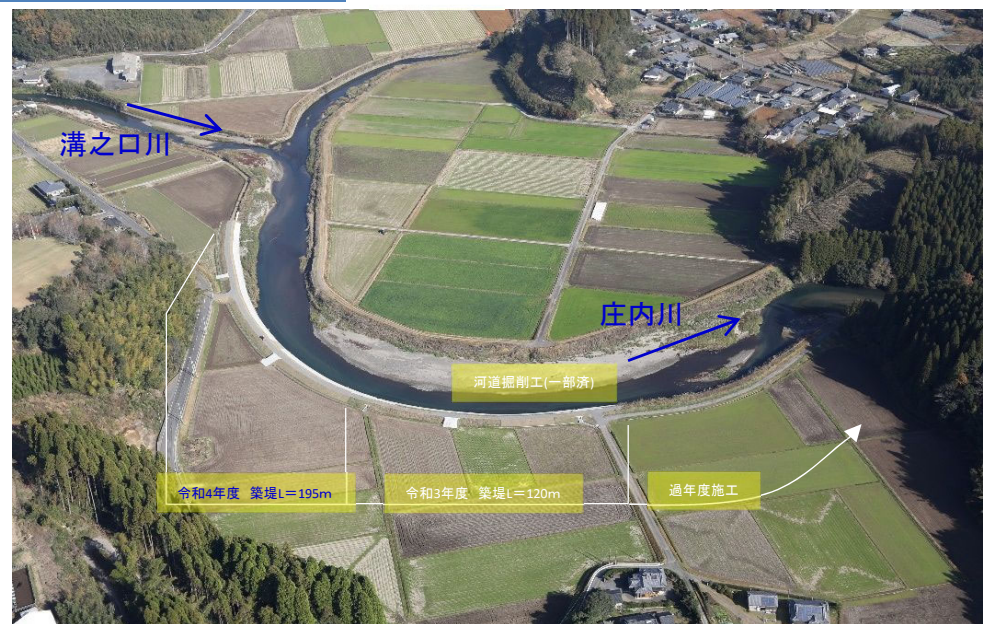 溝之口川
庄内川
河道掘削工(一部済)
令和4年度 築堤L=195m
令和3年度 築堤L=120m
過年度施工